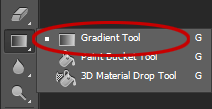 Gradient Tool G
Paint Bucket Tool G
3D Material Drop Tool G